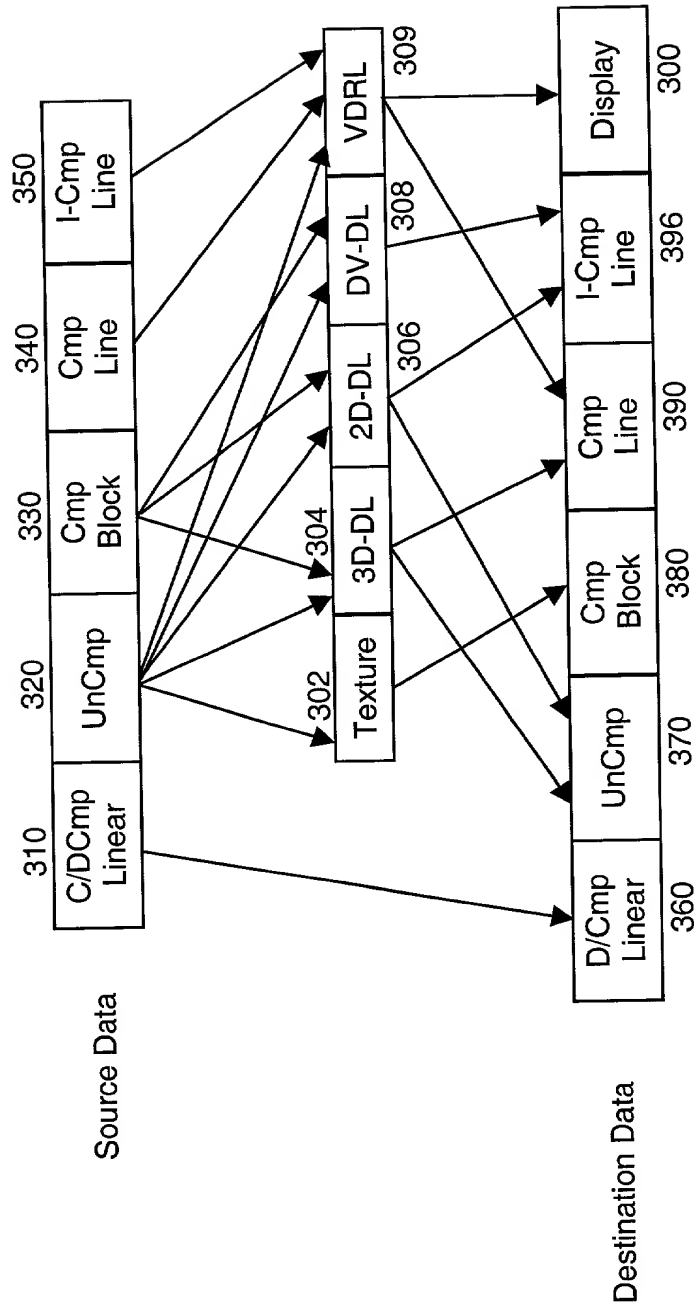 Source Data
310 320 330 340 350
C/DCmp Linear
UnCmp
Cmp Block
Cmp Line
I-Cmp Line
302 304
Texture
3D-DL
2D-DL
DV-DL
VDRL
306 308 309
Destination Data
D/Cmp Linear
UnCmp
Cmp Block
Cmp Line
I-Cmp Line
Display
360 370 380 390 396 300